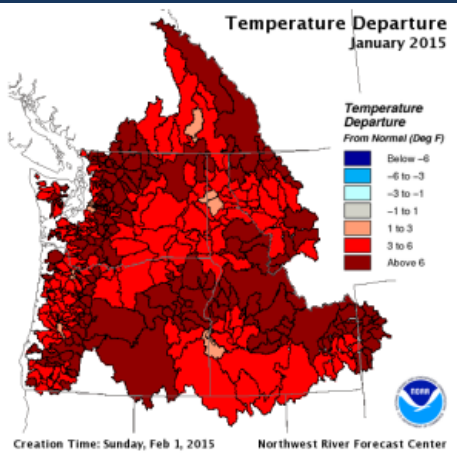 Temperature Departure
January 2015
Temperature
Departure
From Normal (Deg F)
Below -6
-6 to -3
-3 to -1
-1 to 1
1 to 3
3 to 6
Above 6
Creation Time: Sunday, Feb 1, 2015
Northwest River Forecast Center